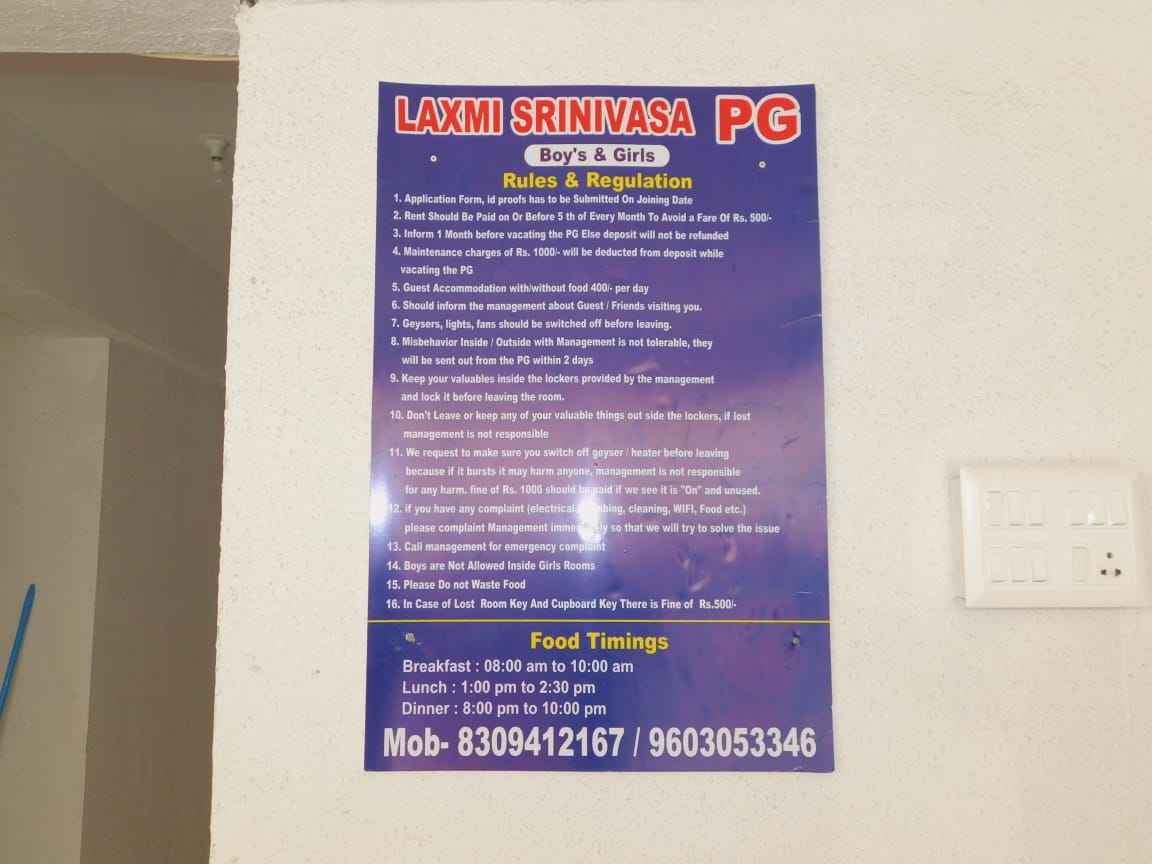 LAXMI SRINIVASA PG
Boy's & Girls
Rules & Regulation
1. Application Form, id proofs has to be Submitted On Joining Date
2. Rent Should Be Paid on Or Before 5 th of Every Month To Avoid a Fare Of Rs. 500/-
3. Inform 1 Month before vacating the PG Else deposit will not be refunded
4. Maintenance charges of Rs. 1000/- will be deducted from deposit while
vacating the PG
5. Guest Accommodation with/without food 400/- per day
6. Should inform the management about Guest / Friends visiting you.
7. Geysers, lights, fans should be switched off before leaving.
8. Misbehavior Inside / Outside with Management is not tolerable, they
will be sent out from the PG within 2 days
9. Keep your valuables inside the lockers provided by the management
and lock it before leaving the room.
10. Don't Leave or keep any of your valuable things out side the lockers, if lost
management is not responsible
11. We request to make sure you switch off geyser / heater before leaving
because if it bursts it may harm anyone, management is not responsible
for any harm. fine of Rs. should be paid if we see it is "On" and unused.
12. if you have any complaint (electrical, cleaning, WIFI, Food etc.)
please complaint Management so that we will try to solve the issue
13. Call management for emergency complaint
14. Boys are Not Allowed Inside Girls Rooms
15. Please Do not Waste Food
16. In Case of Lost Room Key And Cupboard Key There is Fine of Rs.500/-
Food Timings
Breakfast : 08:00 am to 10:00 am
Lunch : 1:00 pm to 2:30 pm
Dinner : 8:00 pm to 10:00 pm
Mob- 8309412167 / 9603053346